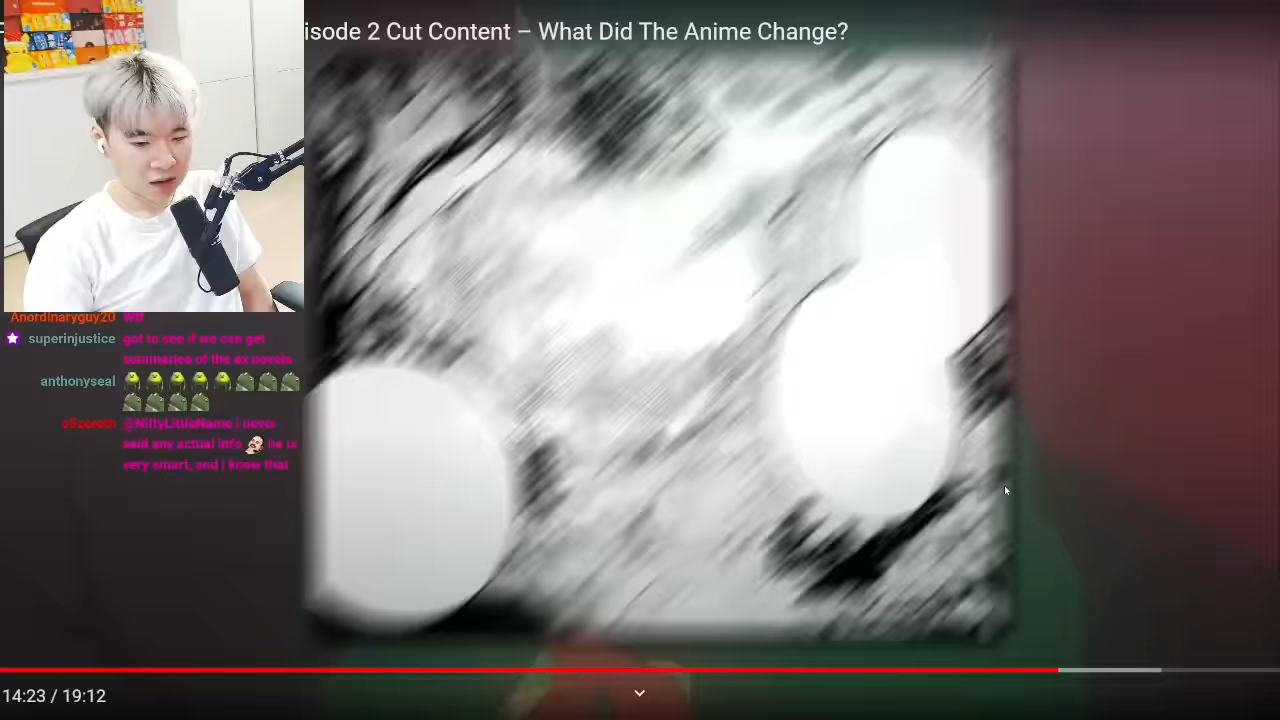 isode 2 Cut Content – What Did The Anime Change?
Anordinaryguy20 Wtf
superinjustice got to see if we can get
summaries of the ex novels
anthonyseal
o5zeroth @NiftyLittleName i never
said any actual info he is
very smart, and i know that
14:23 / 19:12